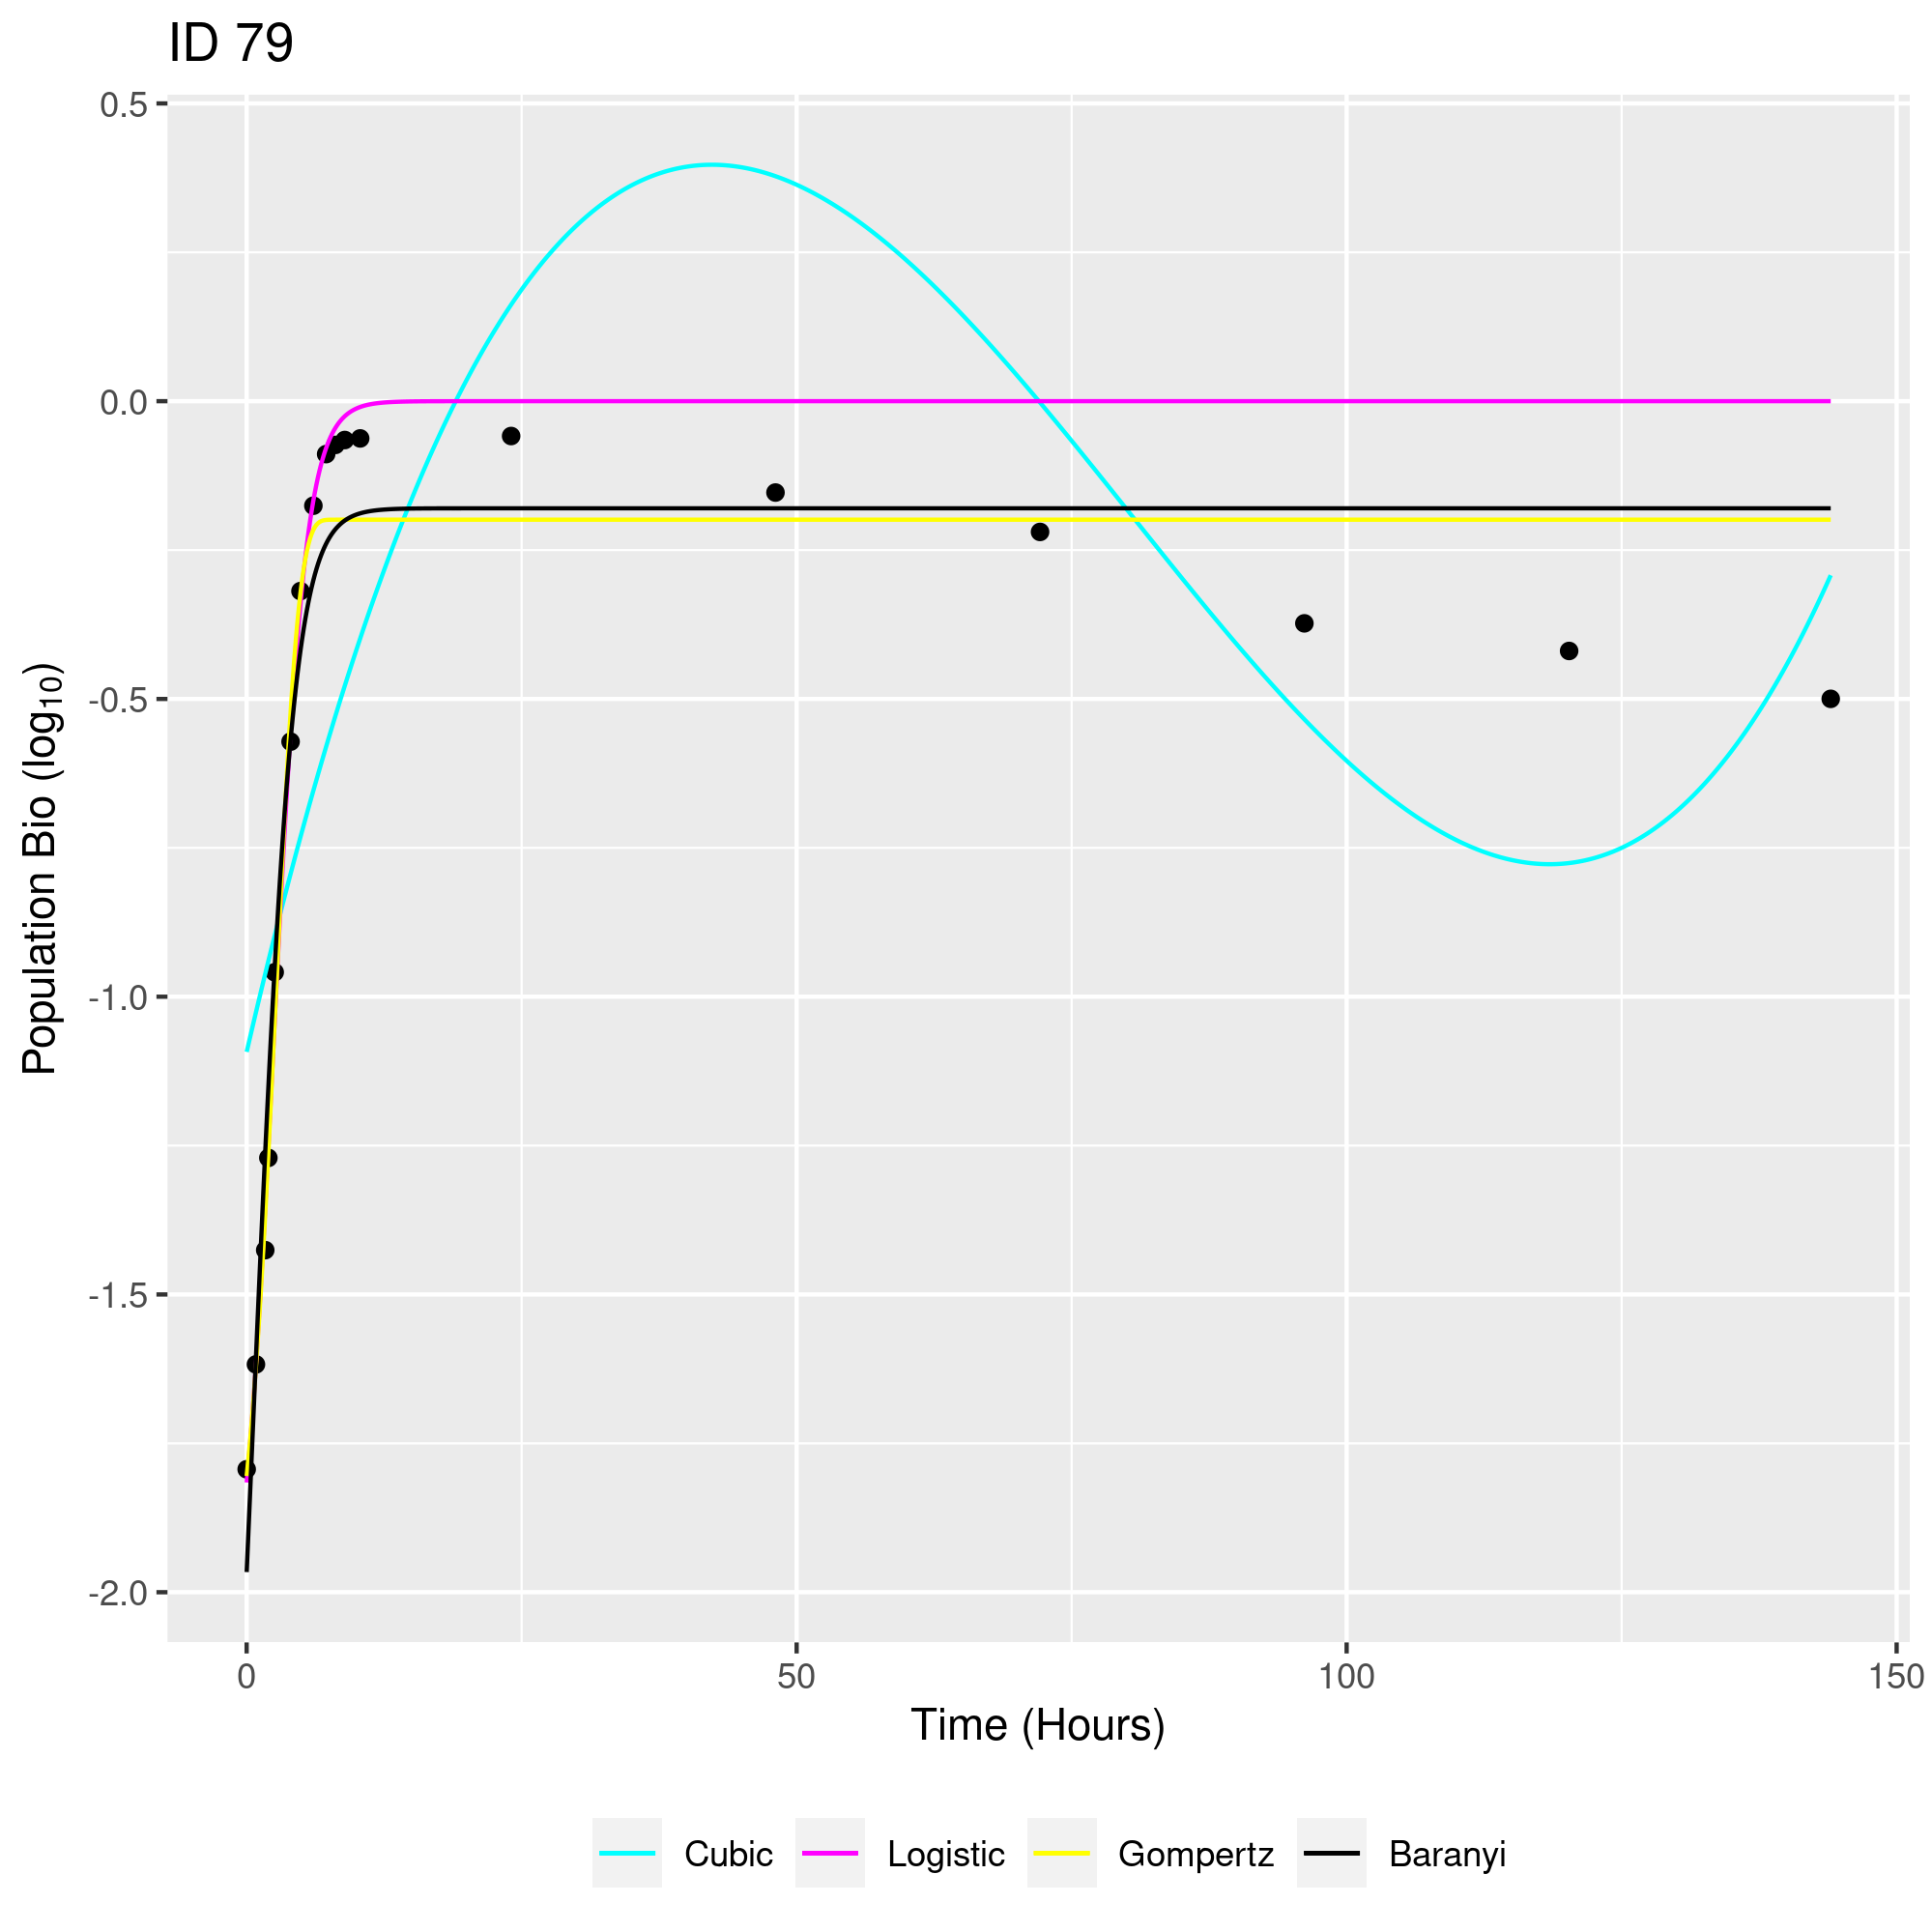 ID 79
Population Bio (log₁₀)
0.5
0.0
-0.5
-1.0
-1.5
-2.0
0 50 100 150
Time (Hours)
Cubic Logistic Gompertz Baranyi